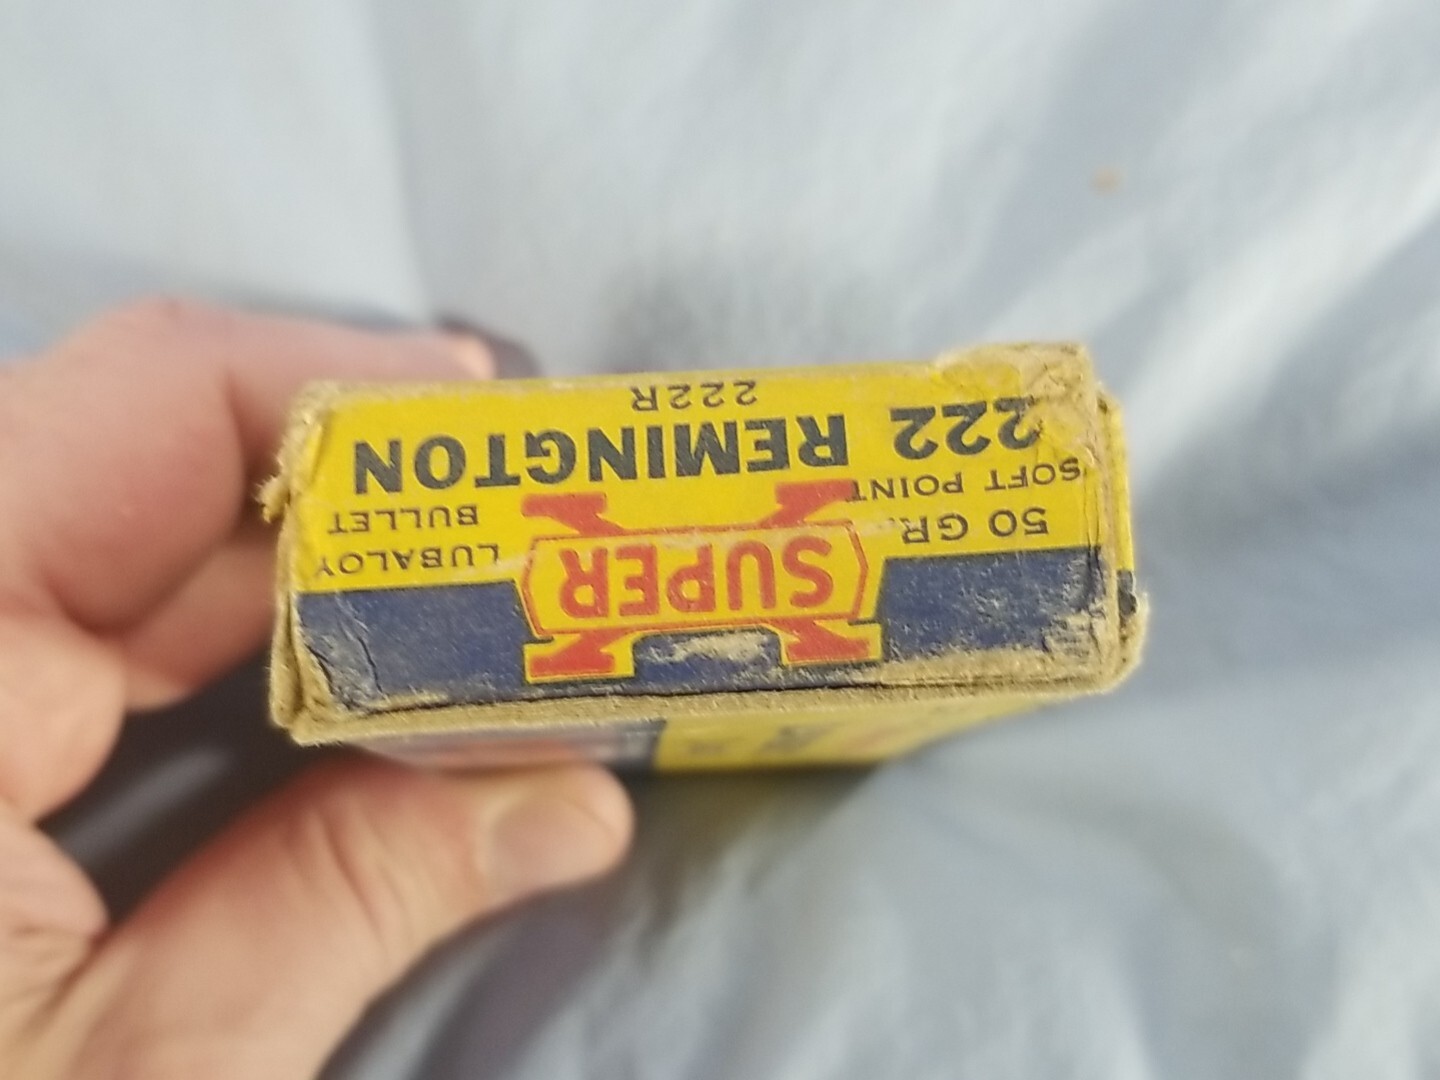 50 GR. SUPER LUBALOY
SOFT POINT BULLET
222 REMINGTON
222R